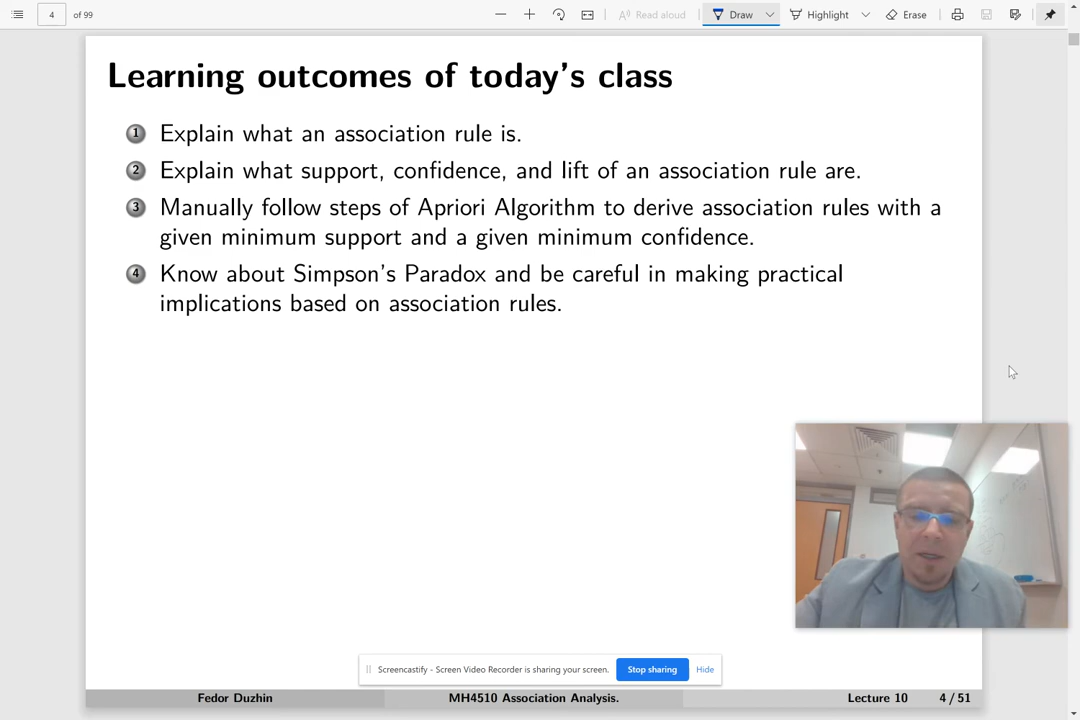 4
of 99
Read aloud
Draw
Highlight
Erase
Learning outcomes of today's class
1 Explain what an association rule is.
2 Explain what support, confidence, and lift of an association rule are.
3 Manually follow steps of Apriori Algorithm to derive association rules with a
given minimum support and a given minimum confidence.
4 Know about Simpson's Paradox and be careful in making practical
implications based on association rules.
Screencastify - Screen Video Recorder is sharing your screen.
Stop sharing
Hide
Fedor Duzhin
MH4510 Association Analysis.
Lecture 10
4 / 51